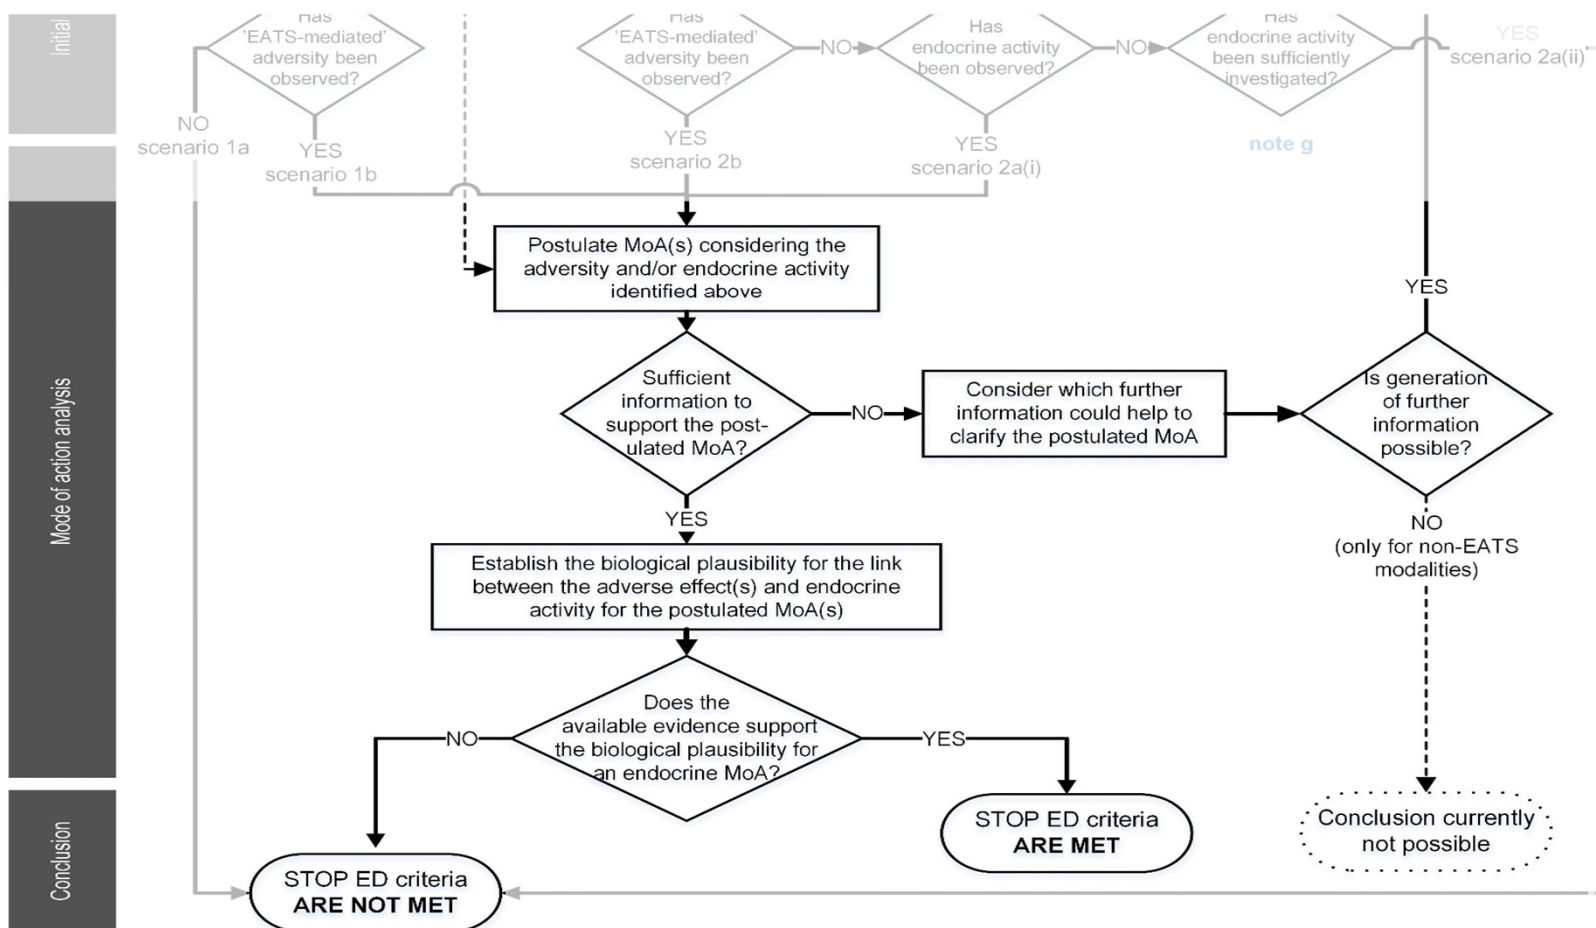 Initial
Has
'EATS-mediated'
adversity been
observed?
Has
'EATS-mediated'
adversity been
observed?
NO
Has
endocrine activity
been observed?
NO
Has
endocrine activity
been sufficiently
investigated?
YES
scenario 2a(ii)
NO
scenario 1a
YES
scenario 1b
YES
scenario 2b
YES
scenario 2a(i)
note g
Mode of action analysis
Postulate MoA(s) considering the
adversity and/or endocrine activity
identified above
YES
Sufficient
information to
support the post-
ulated MoA?
NO
Consider which further
information could help to
clarify the postulated MoA
Is generation
of further
information
possible?
YES
NO
(only for non-EATS
modalities)
Establish the biological plausibility for the link
between the adverse effect(s) and endocrine
activity for the postulated MoA(s)
Does the
available evidence support
the biological plausibility for
an endocrine MoA?
NO
YES
Conclusion
STOP ED criteria
ARE NOT MET
STOP ED criteria
ARE MET
Conclusion currently
not possible